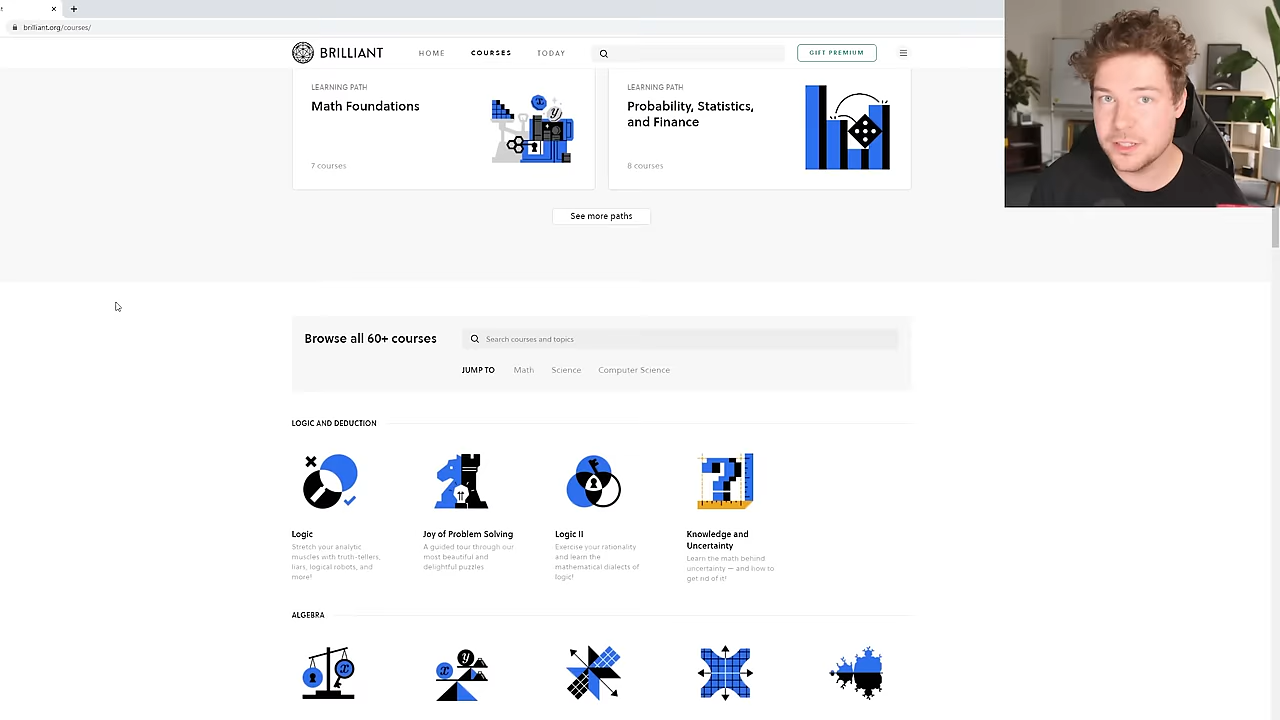 brilliant.org/courses/
BRILLIANT
HOME
COURSES
TODAY
GIFT PREMIUM
LEARNING PATH
Math Foundations
7 courses
LEARNING PATH
Probability, Statistics,
and Finance
8 courses
See more paths
Browse all 60+ courses
Search courses and topics
JUMP TO
Math
Science
Computer Science
LOGIC AND DEDUCTION
Logic
Stretch your analytic
muscles with truth-tellers,
liars, logical robots, and
more!
Joy of Problem Solving
A guided tour through our
most beautiful and
delightful puzzles
Logic II
Exercise your rationality
and learn the
mathematical dialects of
logic!
Knowledge and
Uncertainty
Learn the math behind
uncertainty — and how to
get rid of it!
ALGEBRA